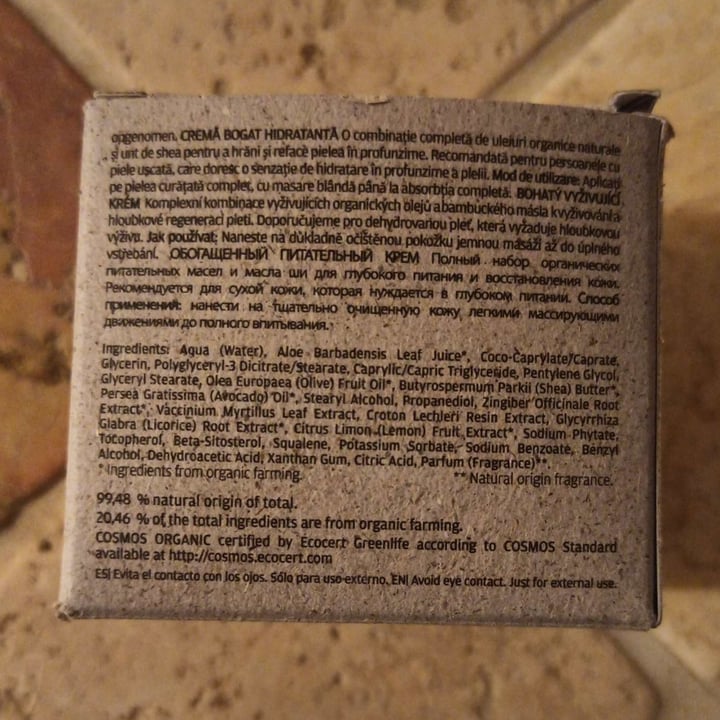 opgenomen. CREMĂ BOGAT HIDRATANTĂ O combinație completă de uleiuri organice naturale
și unt de shea pentru a hrăni și reface pielea în profunzime. Recomandată pentru persoanele cu
piele uscată, care doresc o senzație de hidratare în profunzime a pielii. Mod de utilizare: Aplicați
pe pielea curățată complet, cu masare blândă până la absorbția completă. BOHATÝ VYŽIVUJÍCÍ
KRÉM Komplexní kombinace vyživujících organických olejů a bambuckého másla k vyživování a
hloubkové regeneraci pleti. Doporučujeme pro dehydrovanou pleť, která vyžaduje hloubkovou
výživu. Jak používat: Naneste na důkladně očištěnou pokožku jemnou masáží až do úplného
vstřebání. ОБОГАЩЕННЫЙ ПИТАТЕЛЬНЫЙ КРЕМ Полный набор органических
питательных масел и масла ши для глубокого питания и восстановления кожи.
Рекомендуется для сухой кожи, которая нуждается в глубоком питании. Способ
применения: нанести на тщательно очищенную кожу легкими массирующими
движениями до полного впитывания.
Ingredients: Aqua (Water), Aloe Barbadensis Leaf Juice*, Coco-Caprylate/Caprate,
Glycerin, Polyglyceryl-3 Dicitrate/Stearate, Caprylic/Capric Triglyceride, Pentylene Glycol,
Glyceryl Stearate, Olea Europaea (Olive) Fruit Oil*, Butyrospermum Parkii (Shea) Butter*,
Persea Gratissima (Avocado) Oil*, Stearyl Alcohol, Propanediol, Zingiber Officinale Root
Extract*, Vaccinium Myrtillus Leaf Extract, Croton Lechleri Resin Extract, Glycyrrhiza
Glabra (Licorice) Root Extract*, Citrus Limon (Lemon) Fruit Extract*, Sodium Phytate,
Tocopherol, Beta-Sitosterol, Squalene, Potassium Sorbate, Sodium Benzoate, Benzyl
Alcohol, Dehydroacetic Acid, Xanthan Gum, Citric Acid, Parfum (Fragrance)**.
* Ingredients from organic farming. ** Natural origin fragrance.
99,48 % natural origin of total.
20,46 % of the total ingredients are from organic farming.
COSMOS ORGANIC certified by Ecocert Greenlife according to COSMOS Standard
available at http://cosmos.ecocert.com
ES| Evita el contacto con los ojos. Sólo para uso externo. EN| Avoid eye contact. Just for external use.